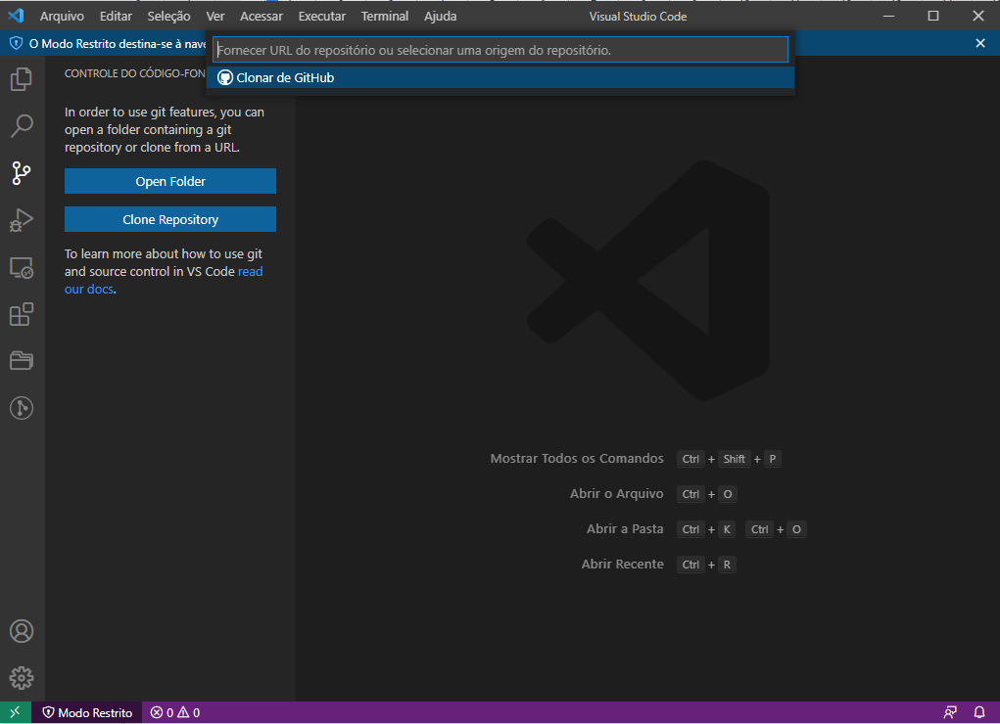 Arquivo Editar Seleção Ver Acessar Executar Terminal Ajuda Visual Studio Code
O Modo Restrito destina-se à nave
Fornecer URL do repositório ou selecionar uma origem do repositório.
Clonar de GitHub
CONTROLE DO CÓDIGO-FON
In order to use git features, you can
open a folder containing a git
repository or clone from a URL.
Open Folder
Clone Repository
To learn more about how to use git
and source control in VS Code read
our docs.
Mostrar Todos os Comandos Ctrl + Shift + P
Abrir o Arquivo Ctrl + O
Abrir a Pasta Ctrl + K Ctrl + O
Abrir Recente Ctrl + R
Modo Restrito 0 0